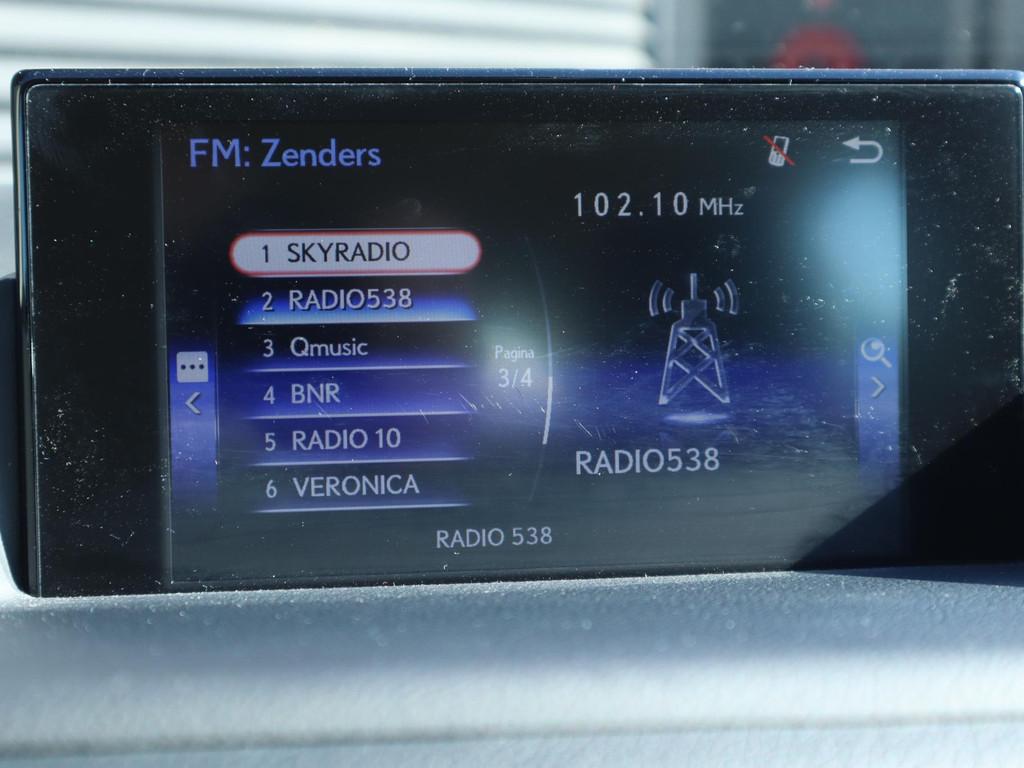 FM: Zenders
102.10 MHz
1 SKYRADIO
2 RADIO538
3 Qmusic
4 BNR
5 RADIO 10
6 VERONICA
Pagina
3/4
RADIO538
RADIO 538